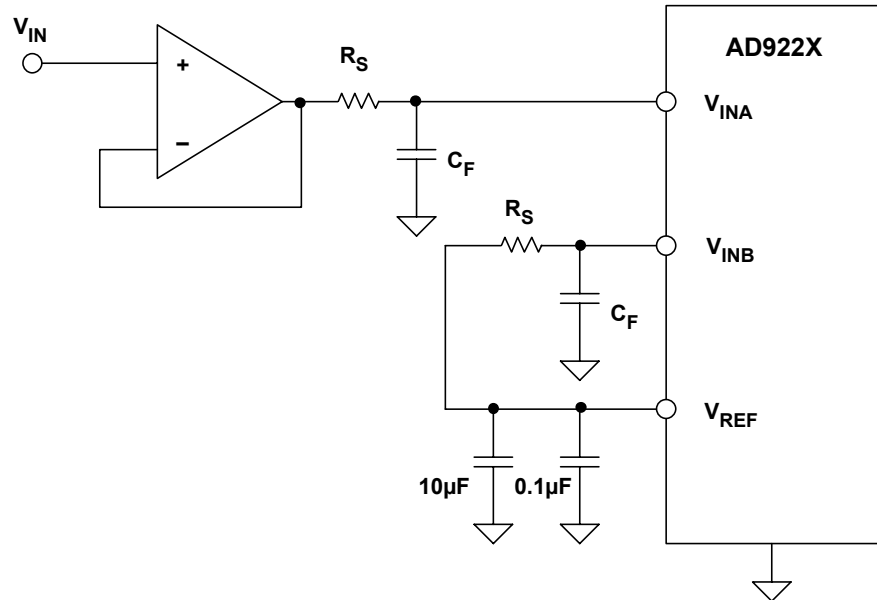 V_IN
AD922X
R_S
+
V_INA
−
C_F
R_S
V_INB
C_F
V_REF
10µF
0.1µF